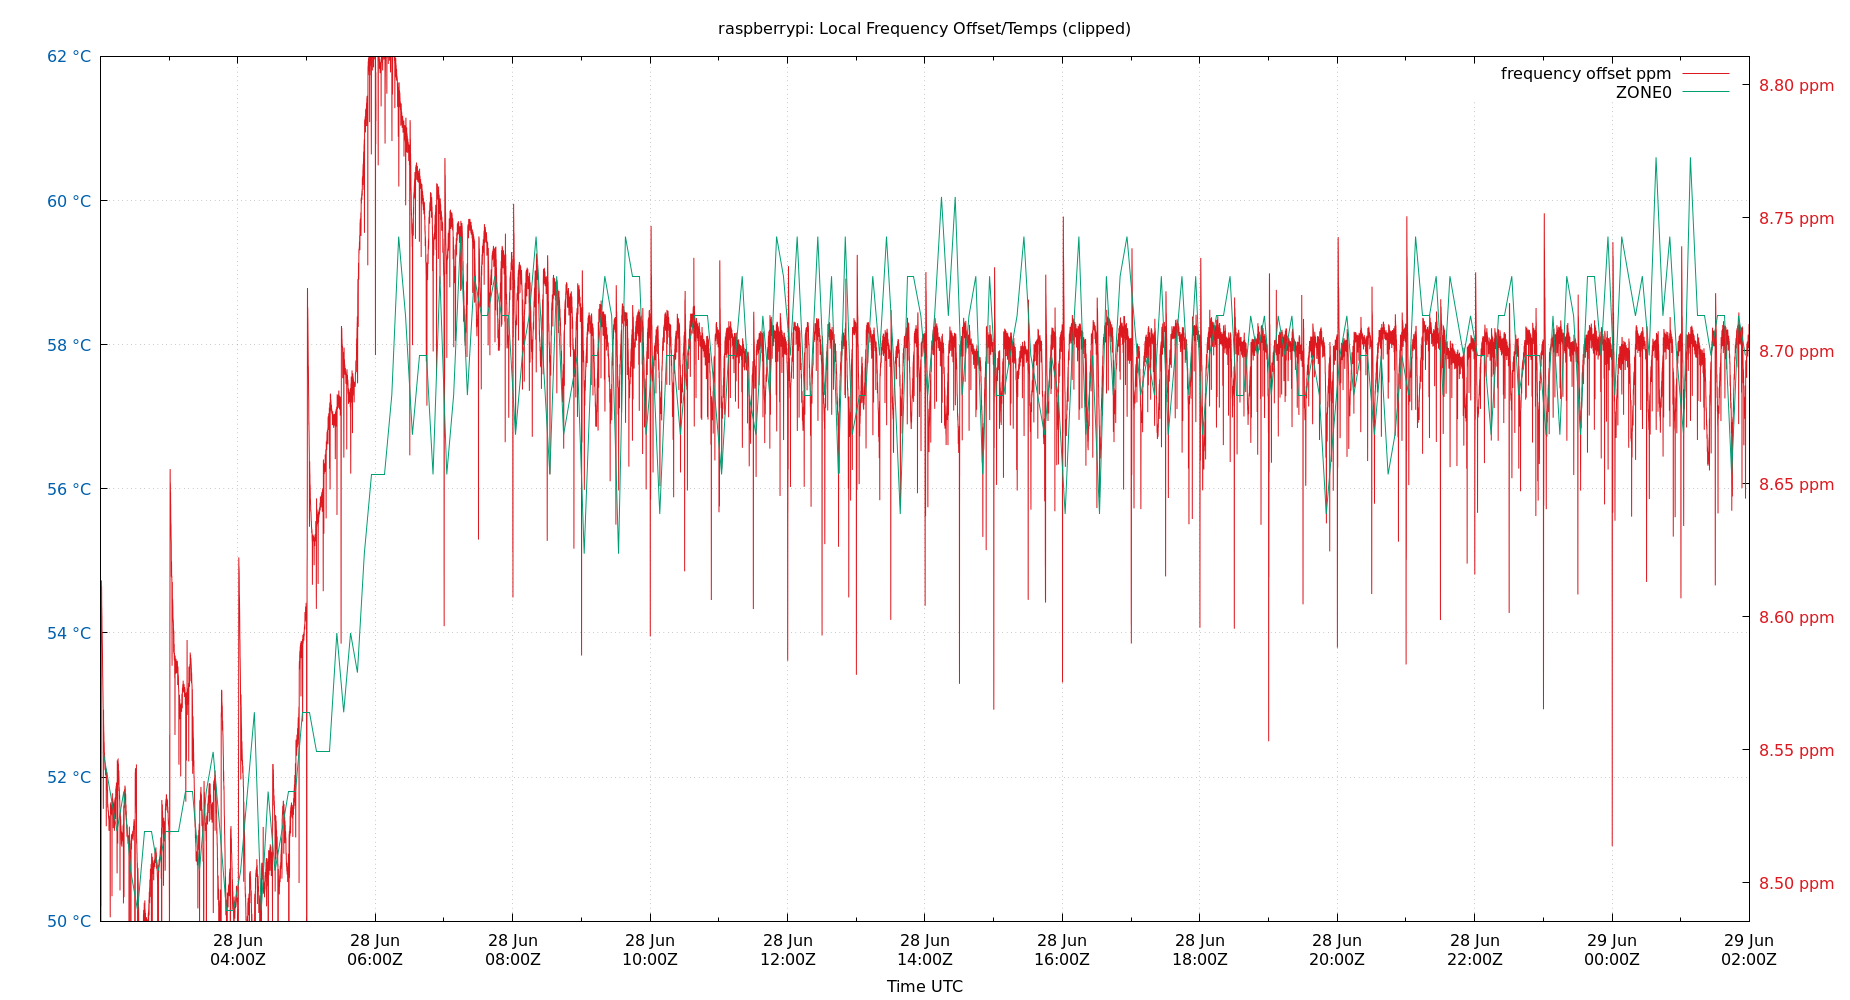 raspberrypi: Local Frequency Offset/Temps (clipped)
62 °C
60 °C
58 °C
56 °C
54 °C
52 °C
50 °C
frequency offset ppm
ZONE0
8.80 ppm
8.75 ppm
8.70 ppm
8.65 ppm
8.60 ppm
8.55 ppm
8.50 ppm
28 Jun
04:00Z
28 Jun
06:00Z
28 Jun
08:00Z
28 Jun
10:00Z
28 Jun
12:00Z
28 Jun
14:00Z
28 Jun
16:00Z
28 Jun
18:00Z
28 Jun
20:00Z
28 Jun
22:00Z
29 Jun
00:00Z
29 Jun
02:00Z
Time UTC